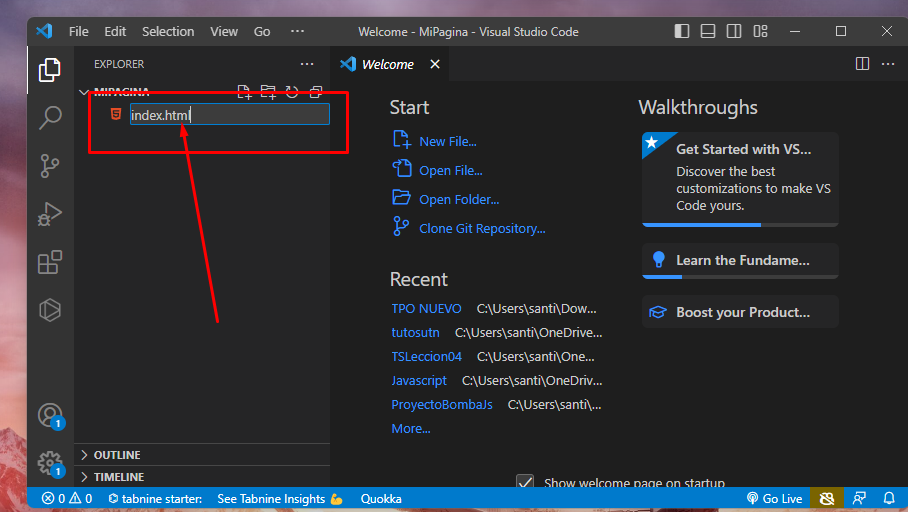 File Edit Selection View Go ··· Welcome - MiPagina - Visual Studio Code
EXPLORER ···
Welcome
MIPAGINA
index.html
Start
New File...
Open File...
Open Folder...
Clone Git Repository...
Recent
TPO NUEVO C:\Users\santi\Dow...
tutosutn C:\Users\santi\OneDrive...
TSLeccion04 C:\Users\santi\One...
Javascript C:\Users\santi\OneDriv...
ProyectoBombaJs C:\Users\santi\...
More...
Walkthroughs
Get Started with VS...
Discover the best
customizations to make VS
Code yours.
Learn the Fundame...
Boost your Product...
1
1
OUTLINE
TIMELINE
Show welcome page on startup
0 0 tabnine starter: See Tabnine Insights 💪 Quokka Go Live